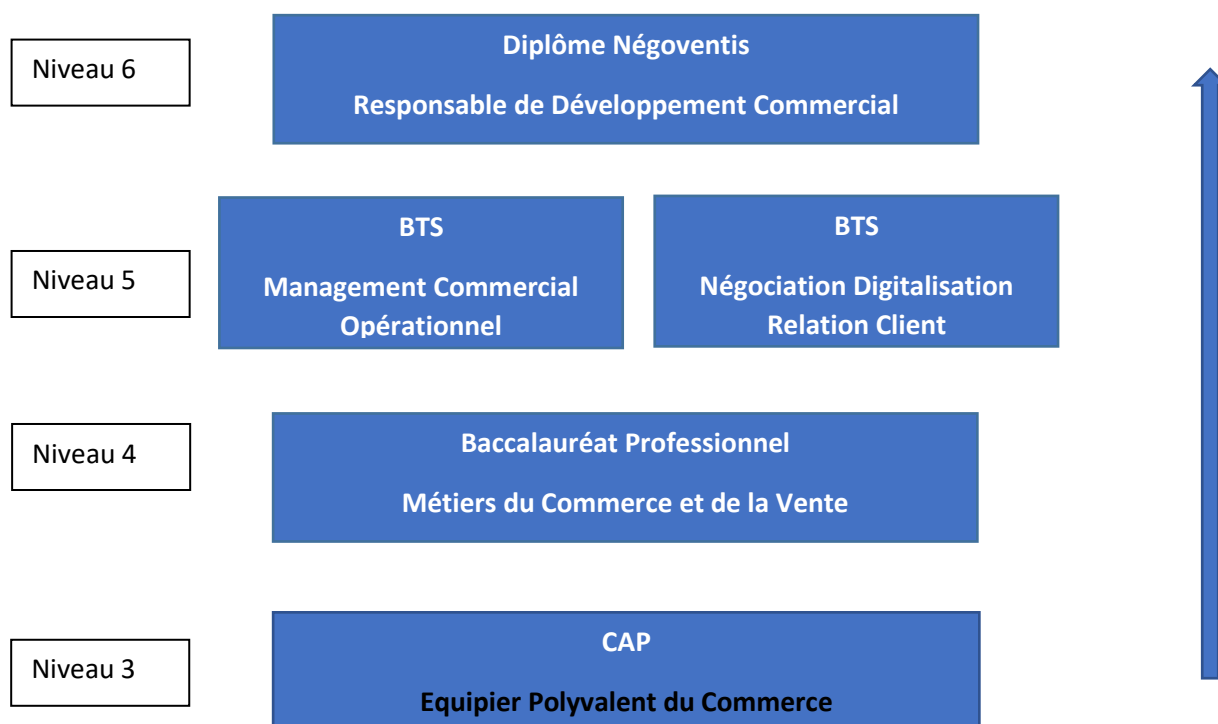 Niveau 6
Diplôme Négoventis
Responsable de Développement Commercial
Niveau 5
BTS
Management Commercial
Opérationnel
BTS
Négociation Digitalisation
Relation Client
Niveau 4
Baccalauréat Professionnel
Métiers du Commerce et de la Vente
Niveau 3
CAP
Equipier Polyvalent du Commerce